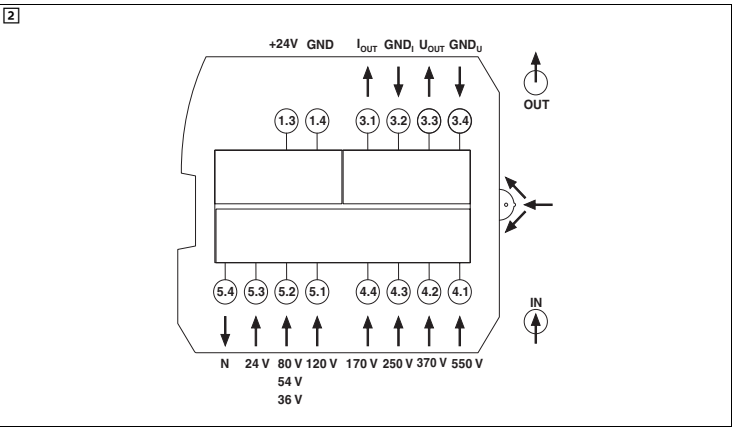 2
+24V GND I_OUT GND_I U_OUT GND_U
OUT
1.3 1.4 3.1 3.2 3.3 3.4
5.4 5.3 5.2 5.1 4.4 4.3 4.2 4.1
IN
N 24 V 80 V 120 V 170 V 250 V 370 V 550 V
54 V
36 V